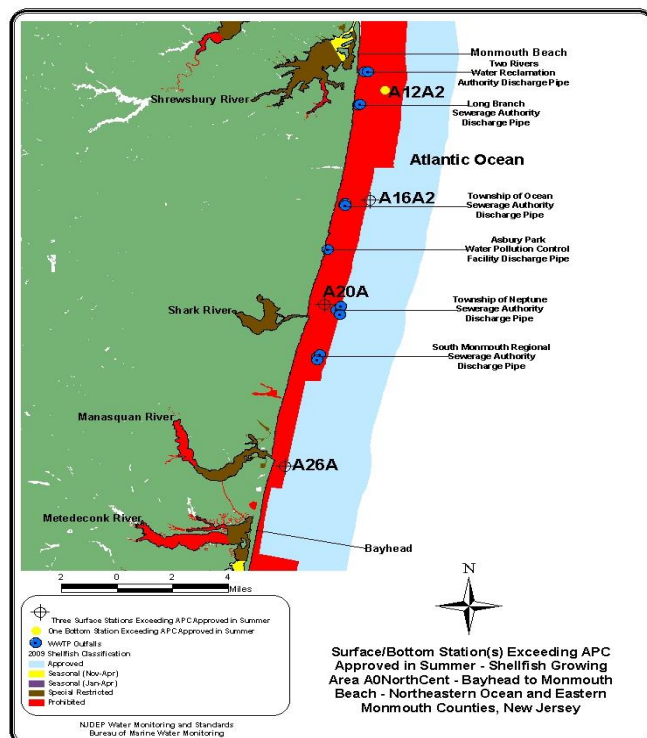 Monmouth Beach
Two Rivers
Water Reclamation
Authority Discharge Pipe
A12A2
Shrewsbury River
Long Branch
Sewerage Authority
Discharge Pipe
Atlantic Ocean
A16A2
Township of Ocean
Sewerage Authority
Discharge Pipe
Asbury Park
Water Pollution Control
Facility Discharge Pipe
A20A
Shark River
Township of Neptune
Sewerage Authority
Discharge Pipe
South Monmouth Regional
Sewerage Authority
Discharge Pipe
Manasquan River
A26A
Metedeconk River
Bayhead
2 0 2 4
Miles
N
Three Surface Stations Exceeding APC Approved in Summer
One Bottom Station Exceeding APC Approved in Summer
WWTP Outfalls
2009 Shellfish Classification
Approved
Seasonal (Nov-Apr)
Seasonal (Jan-Apr)
Special Restricted
Prohibited
NJDEP Water Monitoring and Standards
Bureau of Marine Water Monitoring
Surface/Bottom Station(s) Exceeding APC
Approved in Summer - Shellfish Growing
Area A0NorthCent - Bayhead to Monmouth
Beach - Northeastern Ocean and Eastern
Monmouth Counties, New Jersey